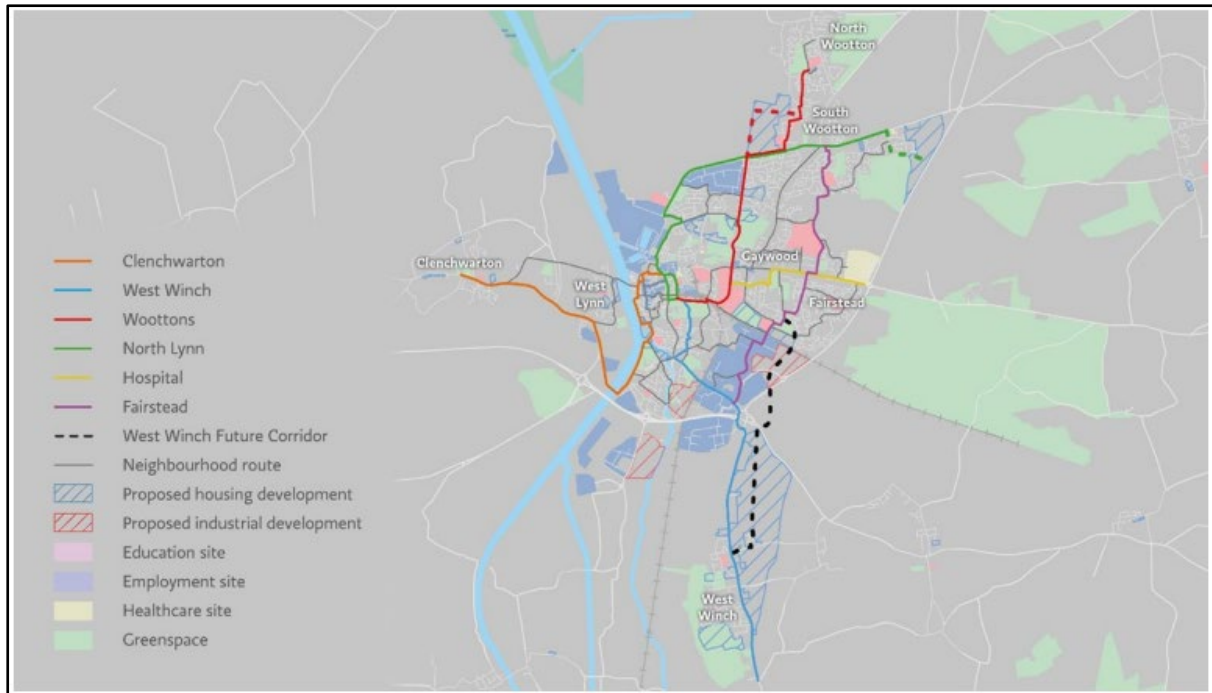 North
Wootton
South
Wootton
Clenchwarton
West
Lynn
Gaywood
Fairstead
West
Winch
Clenchwarton
West Winch
Woottons
North Lynn
Hospital
Fairstead
West Winch Future Corridor
Neighbourhood route
Proposed housing development
Proposed industrial development
Education site
Employment site
Healthcare site
Greenspace